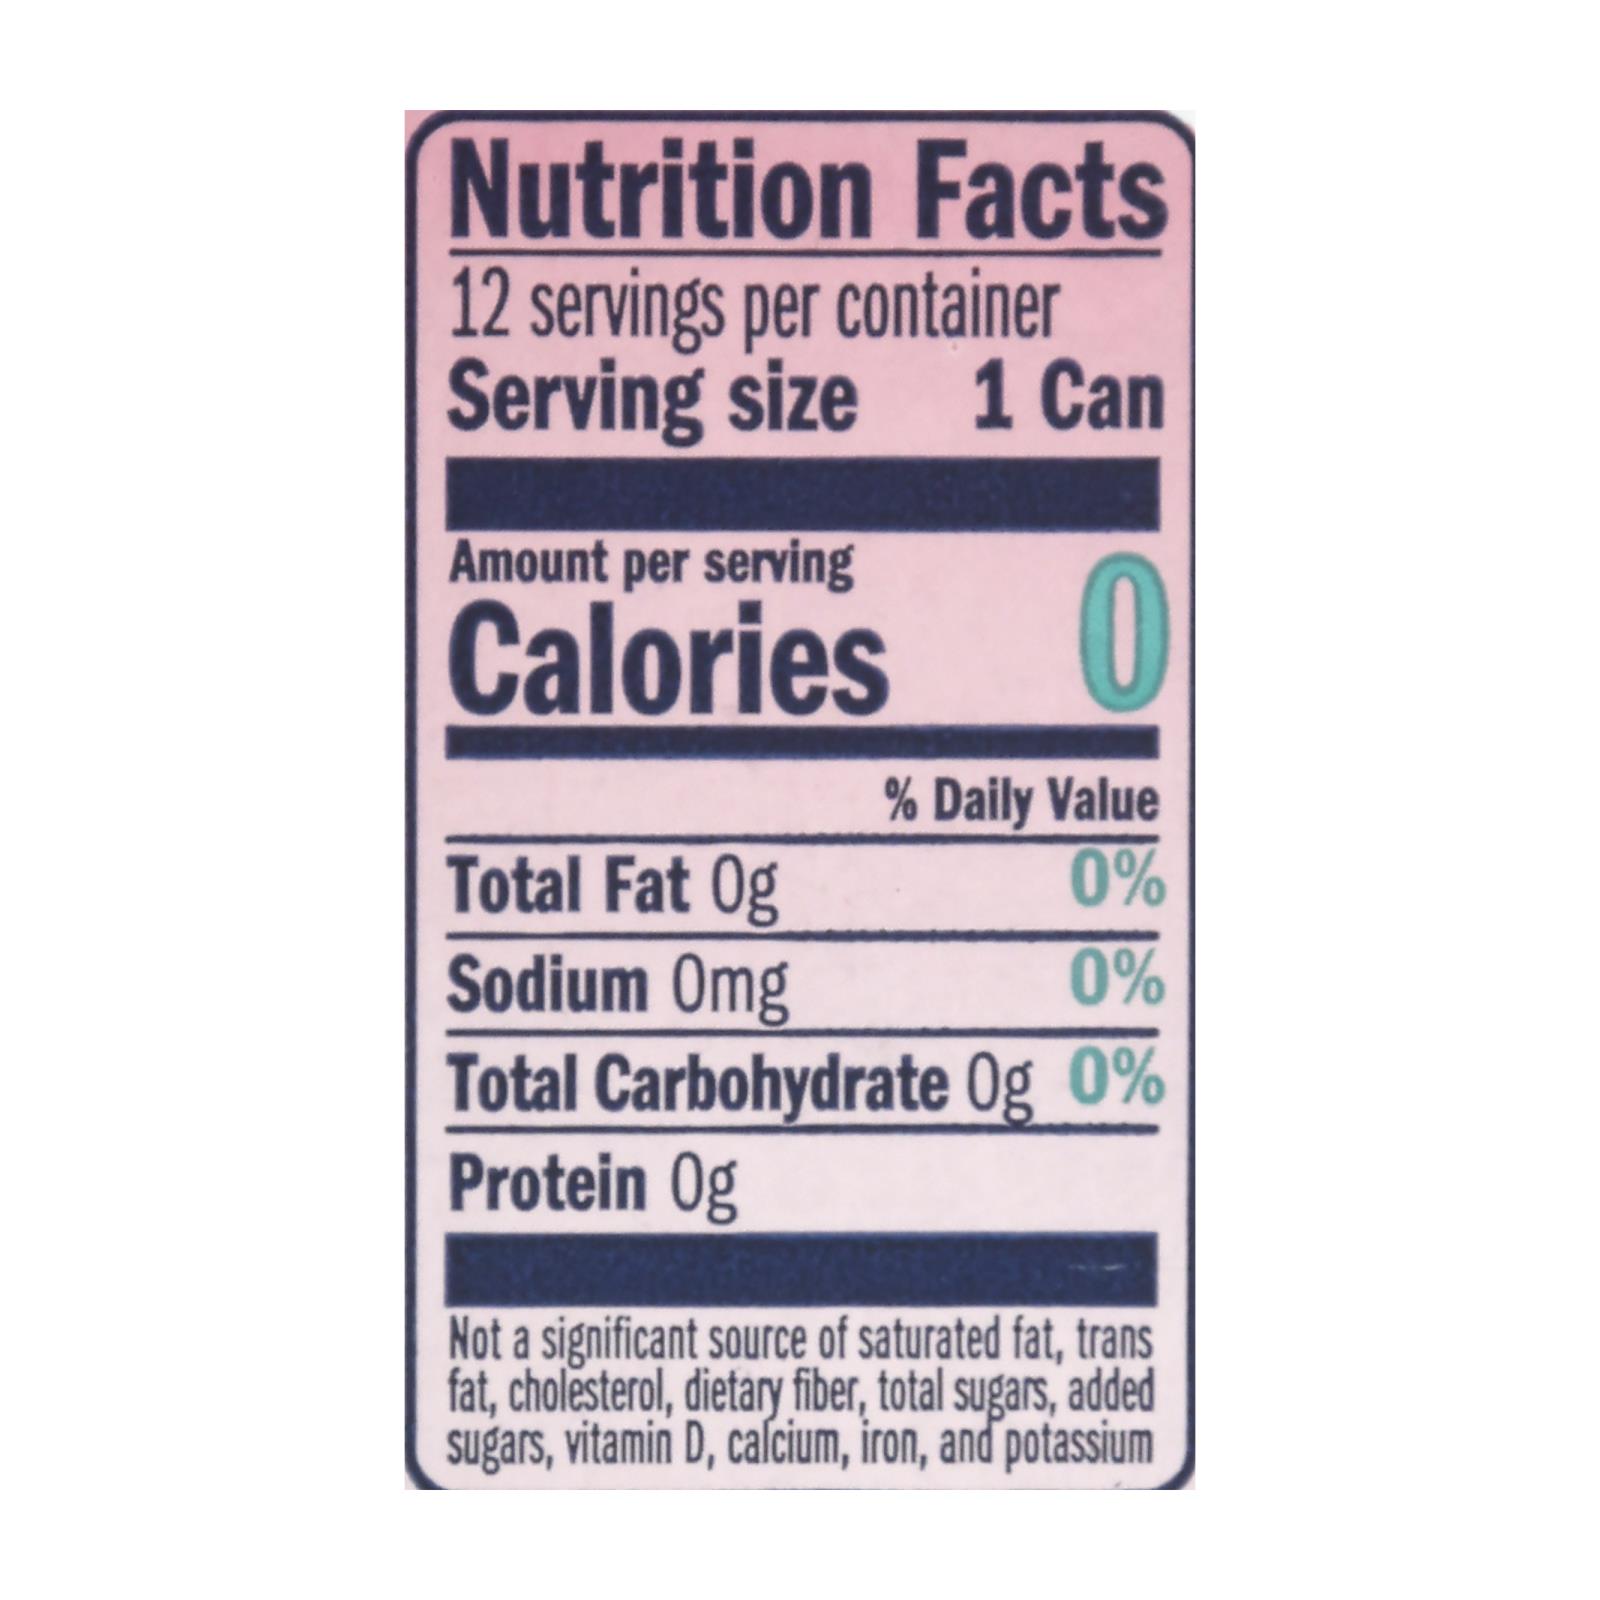 Nutrition Facts
12 servings per container
Serving size 1 Can
Amount per serving
Calories 0
% Daily Value
Total Fat 0g 0%
Sodium 0mg 0%
Total Carbohydrate 0g 0%
Protein 0g
Not a significant source of saturated fat, trans
fat, cholesterol, dietary fiber, total sugars, added
sugars, vitamin D, calcium, iron, and potassium